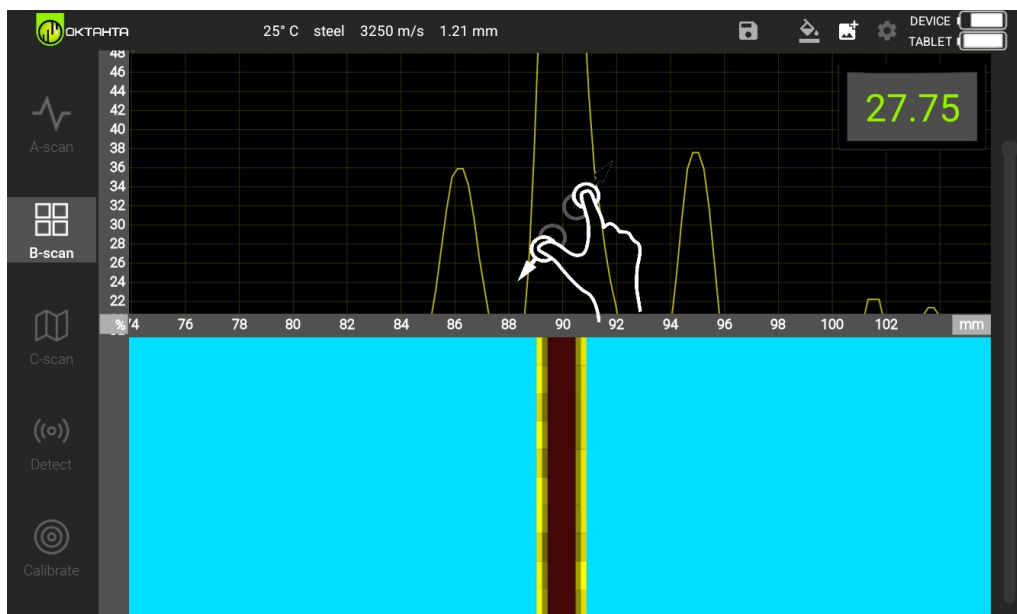 ОКТАНТА
25° C steel 3250 m/s 1.21 mm
DEVICE
TABLET
27.75
48
46
44
42
40
38
36
34
32
30
28
26
24
22
A-scan
B-scan
C-scan
Detect
Calibrate
% 74 76 78 80 82 84 86 88 90 92 94 96 98 100 102 mm